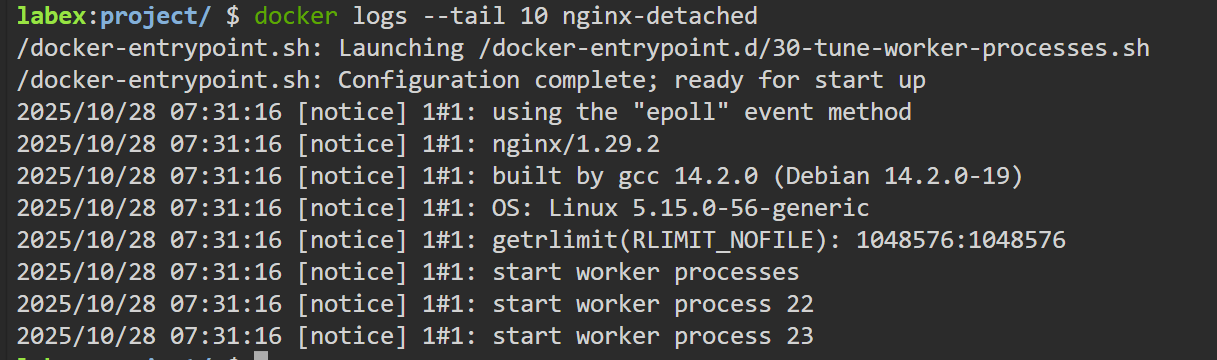 labex:project/ $ docker logs --tail 10 nginx-detached
/docker-entrypoint.sh: Launching /docker-entrypoint.d/30-tune-worker-processes.sh
/docker-entrypoint.sh: Configuration complete; ready for start up
2025/10/28 07:31:16 [notice] 1#1: using the "epoll" event method
2025/10/28 07:31:16 [notice] 1#1: nginx/1.29.2
2025/10/28 07:31:16 [notice] 1#1: built by gcc 14.2.0 (Debian 14.2.0-19)
2025/10/28 07:31:16 [notice] 1#1: OS: Linux 5.15.0-56-generic
2025/10/28 07:31:16 [notice] 1#1: getrlimit(RLIMIT_NOFILE): 1048576:1048576
2025/10/28 07:31:16 [notice] 1#1: start worker processes
2025/10/28 07:31:16 [notice] 1#1: start worker process 22
2025/10/28 07:31:16 [notice] 1#1: start worker process 23
labex:project/ $